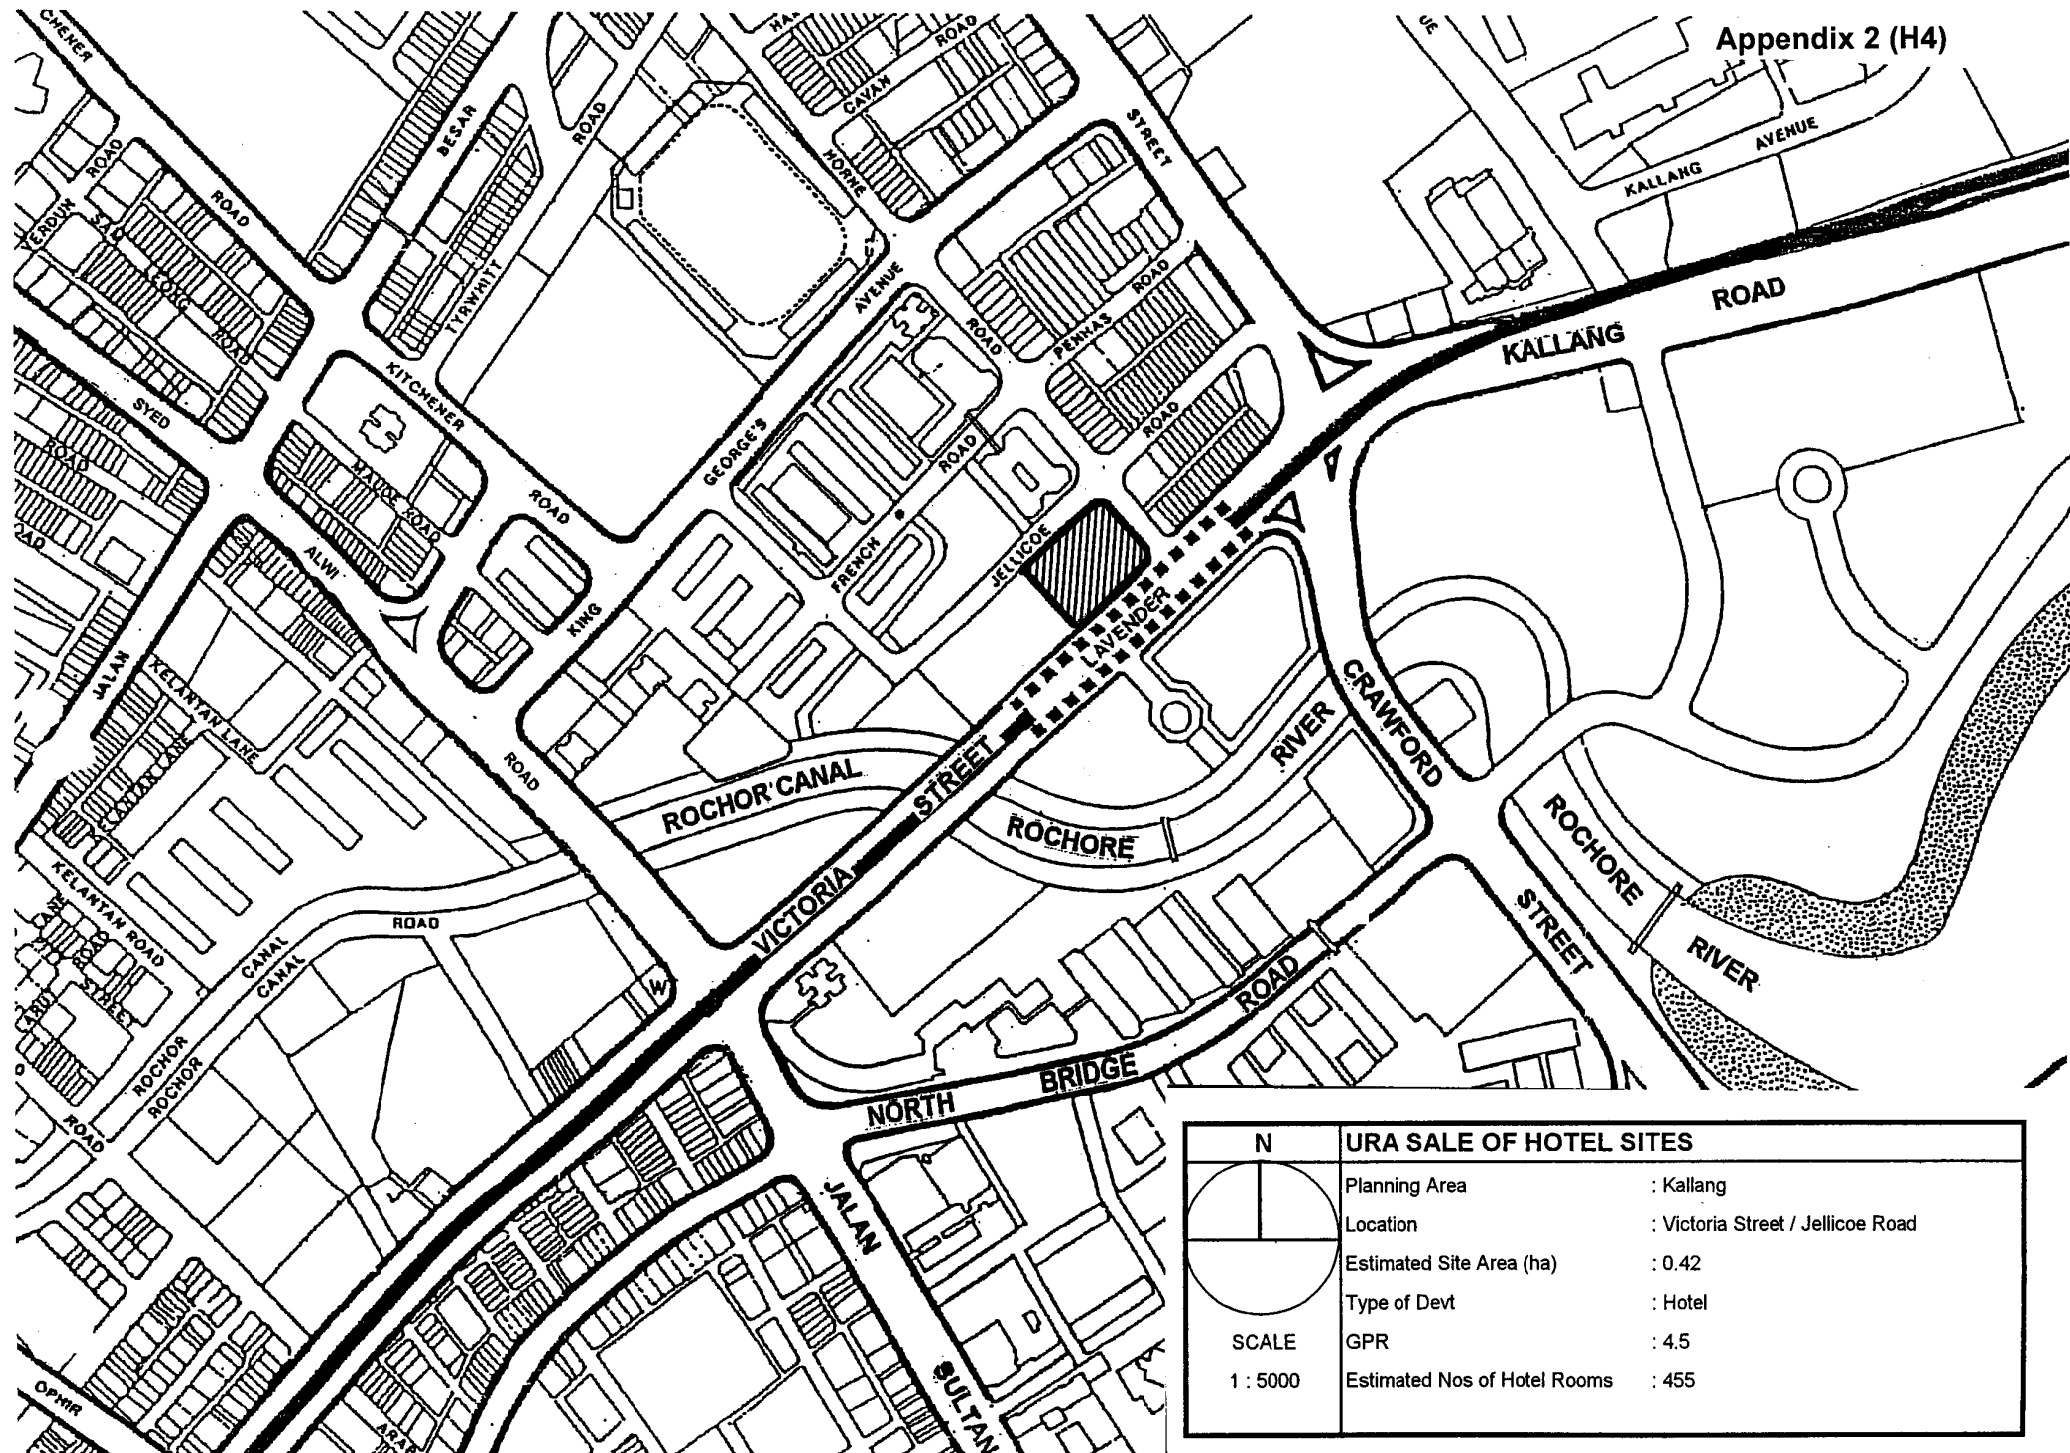 Appendix 2 (H4)
ROAD
CAVAN
BESAR
ROAD
STREET
AVENUE
KALLANG
HORNE
ROAD
ROAD
SYED
TYRWHITT
AVENUE
ROAD
PENHAS
ROAD
ROAD
KALLANG
ROAD
KITCHENER
ROAD
MAUDE
ROAD
GEORGE'S
ROAD
FRENCH
JELLICOE
ROAD
ROAD
ALWI
KING
LAVENDER
JALAN
KELANTAN LANE
ROAD
CRAWFORD
RIVER
ROCHOR CANAL
STREET
ROCHORE
ROCHORE
RIVER
STREET
VICTORIA
KELANTAN ROAD
ROAD
CANAL
CANAL
ROCHOR
ROCHOR
ROAD
STREET
W
ROAD
ROAD
BRIDGE
NORTH
JALAN
SULTAN
OPHIR
N
URA SALE OF HOTEL SITES
Planning Area : Kallang
Location : Victoria Street / Jellicoe Road
Estimated Site Area (ha) : 0.42
Type of Devt : Hotel
SCALE GPR : 4.5
1 : 5000 Estimated Nos of Hotel Rooms : 455